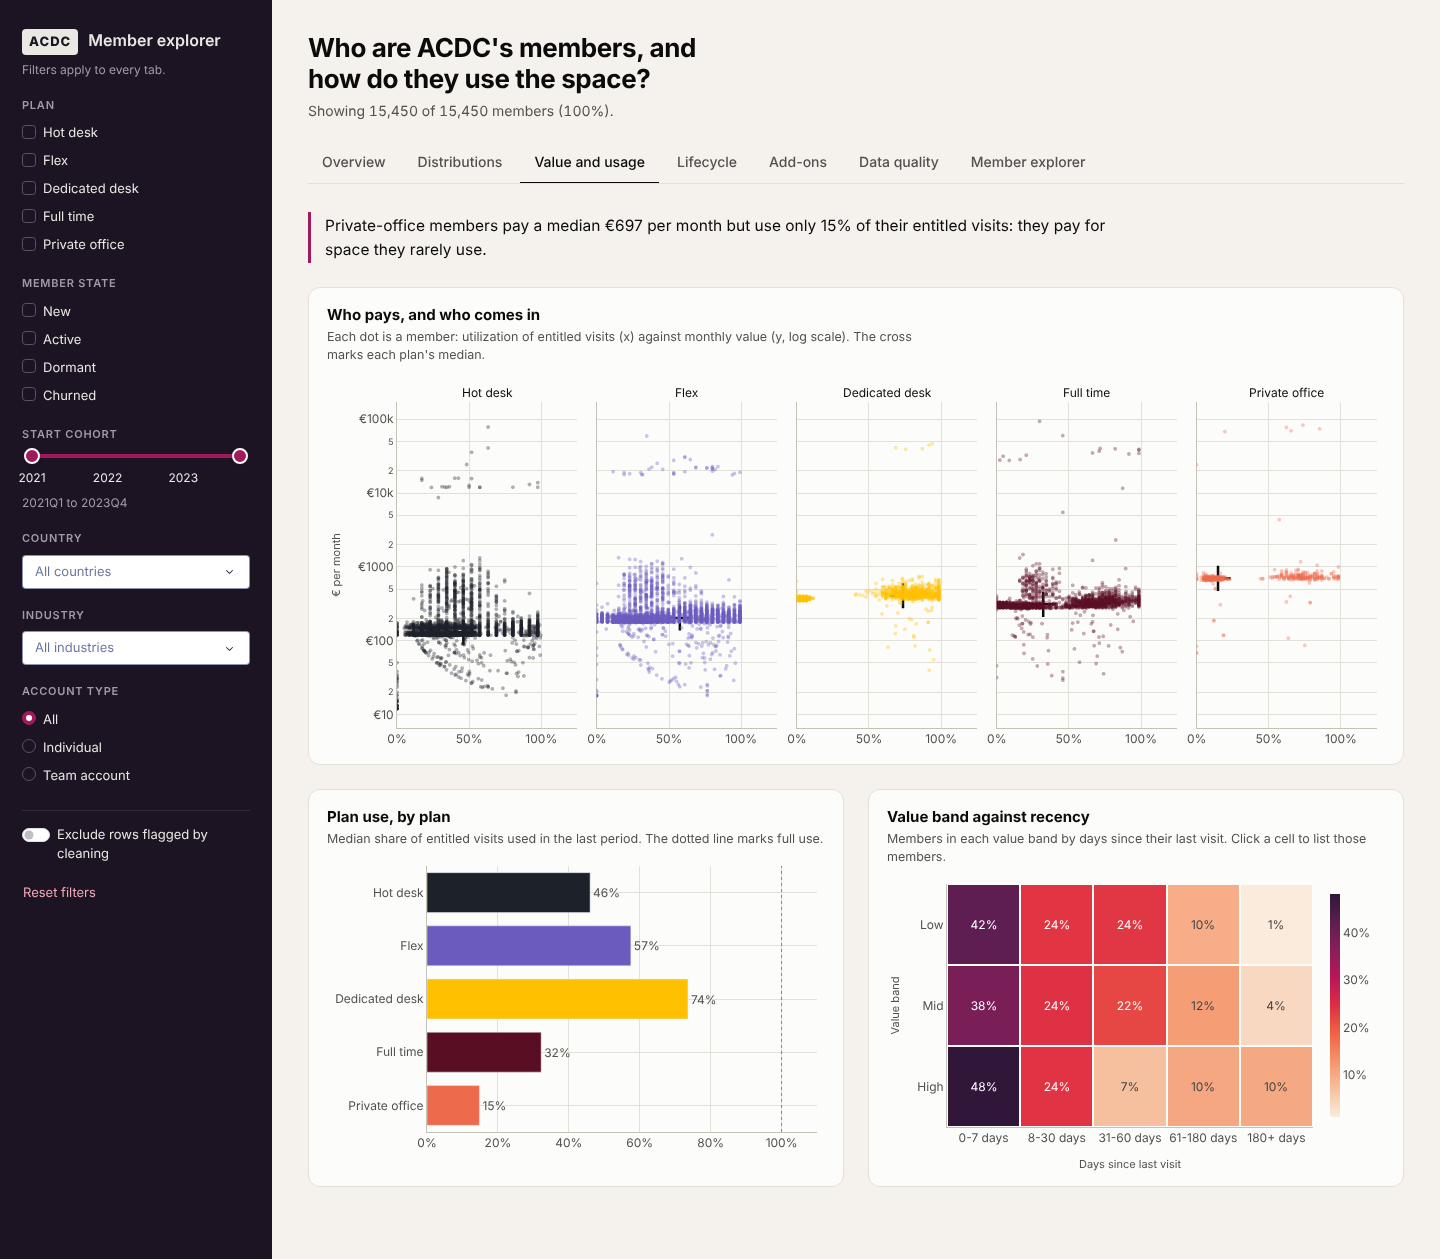 ACDC Member explorer
Filters apply to every tab.
PLAN
Hot desk
Flex
Dedicated desk
Full time
Private office
MEMBER STATE
New
Active
Dormant
Churned
START COHORT
2021 2022 2023
2021Q1 to 2023Q4
COUNTRY
All countries
INDUSTRY
All industries
ACCOUNT TYPE
All
Individual
Team account
Exclude rows flagged by
cleaning
Reset filters
Who are ACDC's members, and
how do they use the space?
Showing 15,450 of 15,450 members (100%).
Overview Distributions Value and usage Lifecycle Add-ons Data quality Member explorer
Private-office members pay a median €697 per month but use only 15% of their entitled visits: they pay for
space they rarely use.
Who pays, and who comes in
Each dot is a member: utilization of entitled visits (x) against monthly value (y, log scale). The cross
marks each plan's median.
Hot desk Flex Dedicated desk Full time Private office
€100k
5
2
€10k
5
2
€1000
5
2
€100
5
2
€10
€ per month
0% 50% 100% 0% 50% 100% 0% 50% 100% 0% 50% 100% 0% 50% 100%
Plan use, by plan
Median share of entitled visits used in the last period. The dotted line marks full use.
Hot desk 46%
Flex 57%
Dedicated desk 74%
Full time 32%
Private office 15%
0% 20% 40% 60% 80% 100%
Value band against recency
Members in each value band by days since their last visit. Click a cell to list those
members.
Value band
Low 42% 24% 24% 10% 1%
Mid 38% 24% 22% 12% 4%
High 48% 24% 7% 10% 10%
0-7 days 8-30 days 31-60 days 61-180 days 180+ days
Days since last visit
40%
30%
20%
10%